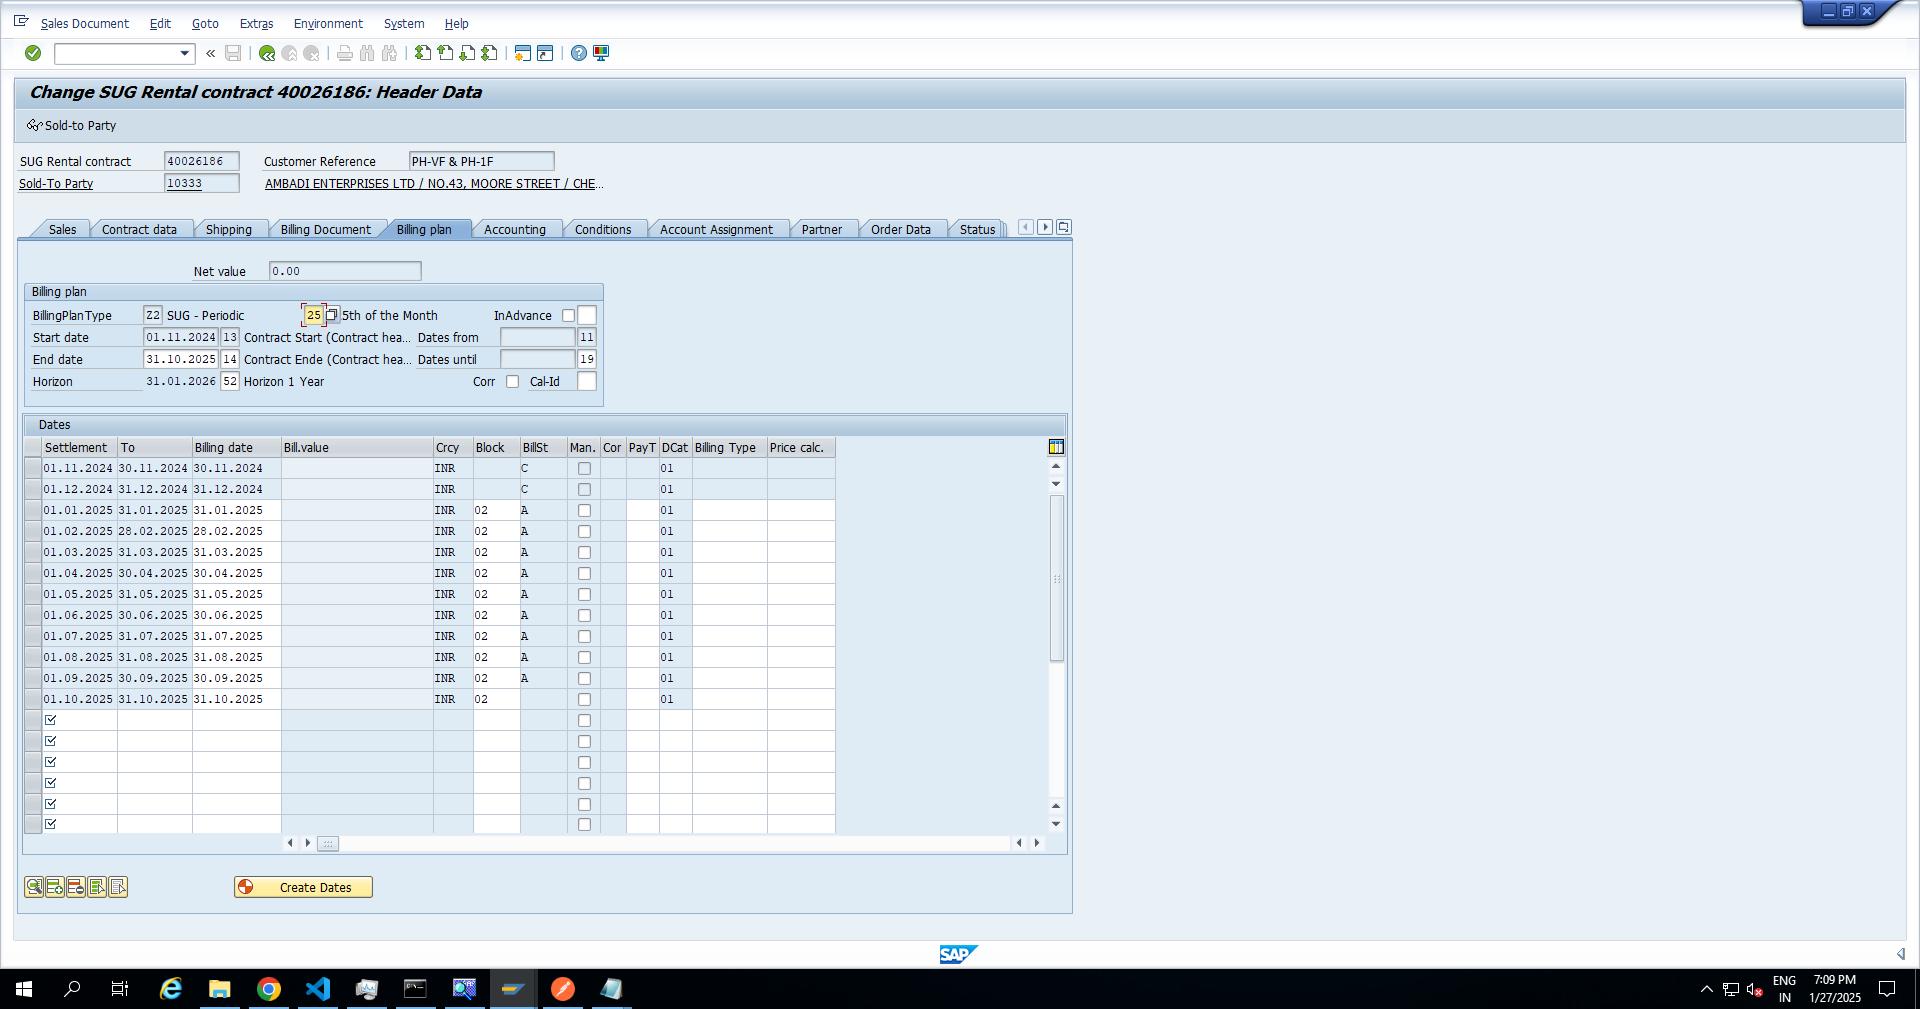 Sales Document Edit Goto Extras Environment System Help
Change SUG Rental contract 40026186: Header Data
Sold-to Party
SUG Rental contract 40026186 Customer Reference PH-VF & PH-1F
Sold-To Party 10333 AMBADI ENTERPRISES LTD / NO.43, MOORE STREET / CHE...
Sales Contract data Shipping Billing Document Billing plan Accounting Conditions Account Assignment Partner Order Data Status
Net value 0.00
Billing plan
BillingPlanType Z2 SUG - Periodic 25 5th of the Month InAdvance
Start date 01.11.2024 13 Contract Start (Contract hea... Dates from 11
End date 31.10.2025 14 Contract Ende (Contract hea... Dates until 19
Horizon 31.01.2026 52 Horizon 1 Year Corr Cal-Id
Dates
Settlement To Billing date Bill.value Crcy Block BillSt Man. Cor PayT DCat Billing Type Price calc.
01.11.2024 30.11.2024 30.11.2024 INR C 01
01.12.2024 31.12.2024 31.12.2024 INR C 01
01.01.2025 31.01.2025 31.01.2025 INR 02 A 01
01.02.2025 28.02.2025 28.02.2025 INR 02 A 01
01.03.2025 31.03.2025 31.03.2025 INR 02 A 01
01.04.2025 30.04.2025 30.04.2025 INR 02 A 01
01.05.2025 31.05.2025 31.05.2025 INR 02 A 01
01.06.2025 30.06.2025 30.06.2025 INR 02 A 01
01.07.2025 31.07.2025 31.07.2025 INR 02 A 01
01.08.2025 31.08.2025 31.08.2025 INR 02 A 01
01.09.2025 30.09.2025 30.09.2025 INR 02 A 01
01.10.2025 31.10.2025 31.10.2025 INR 02 01
Create Dates
SAP
ENG 7:09 PM
IN 1/27/2025